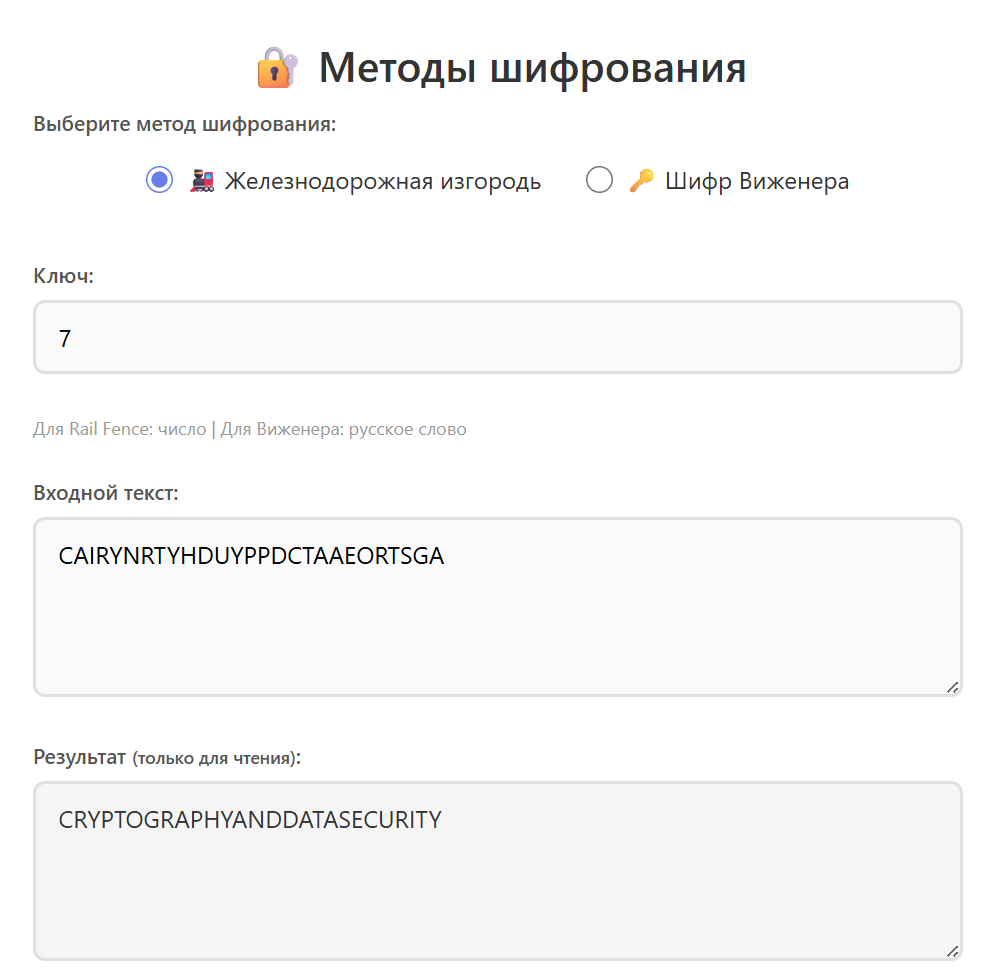 🔐 Методы шифрования
Выберите метод шифрования:
🚂 Железнодорожная изгородь 🔑 Шифр Виженера
Ключ:
7
Для Rail Fence: число | Для Виженера: русское слово
Входной текст:
CAIRYNRTYHDUYPPDCTAAEORTSGA
Результат (только для чтения):
CRYPTOGRAPHYANDDATASECURITY